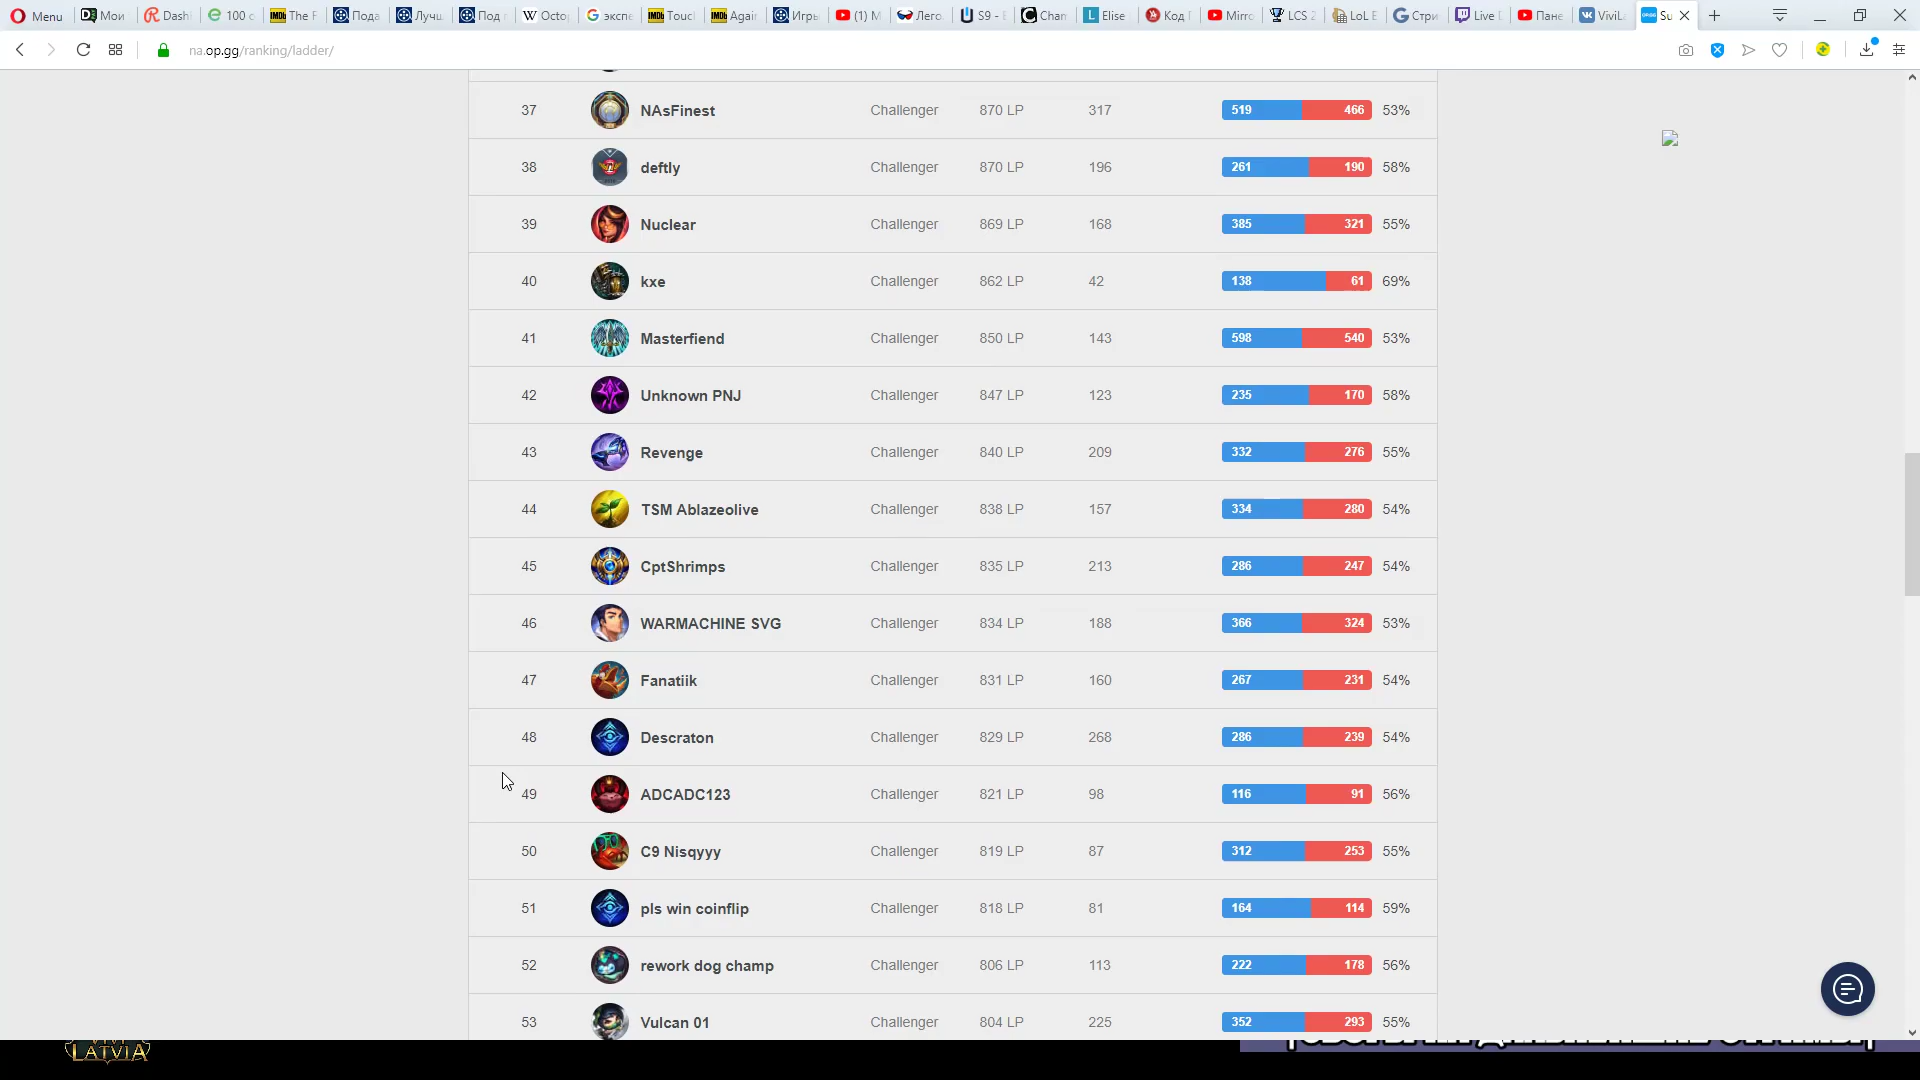 Menu Мои Dashl 100 с The F Пода Лучш Под г Octo экспе Touc Again Игры (1) M Лего. S9 - E Cham Elise Код Г Mirro LCS 2 LoL E Стри Live Пане ViviLa Su
na.op.gg/ranking/ladder/
37 NAsFinest Challenger 870 LP 317 519 466 53%
38 deftly Challenger 870 LP 196 261 190 58%
39 Nuclear Challenger 869 LP 168 385 321 55%
40 kxe Challenger 862 LP 42 138 61 69%
41 Masterfiend Challenger 850 LP 143 598 540 53%
42 Unknown PNJ Challenger 847 LP 123 235 170 58%
43 Revenge Challenger 840 LP 209 332 276 55%
44 TSM Ablazeolive Challenger 838 LP 157 334 280 54%
45 CptShrimps Challenger 835 LP 213 286 247 54%
46 WARMACHINE SVG Challenger 834 LP 188 366 324 53%
47 Fanatiik Challenger 831 LP 160 267 231 54%
48 Descraton Challenger 829 LP 268 286 239 54%
49 ADCADC123 Challenger 821 LP 98 116 91 56%
50 C9 Nisqyyy Challenger 819 LP 87 312 253 55%
51 pls win coinflip Challenger 818 LP 81 164 114 59%
52 rework dog champ Challenger 806 LP 113 222 178 56%
53 Vulcan 01 Challenger 804 LP 225 352 293 55%
LATVIA